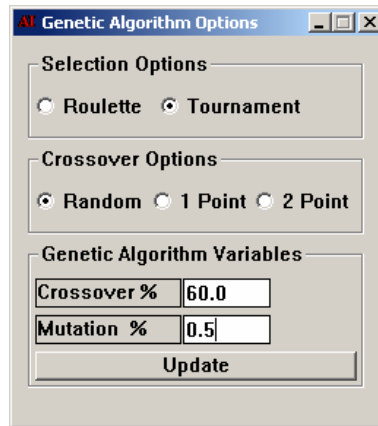 AI Genetic Algorithm Options
Selection Options
Roulette Tournament
Crossover Options
Random 1 Point 2 Point
Genetic Algorithm Variables
Crossover % 60.0
Mutation % 0.5
Update